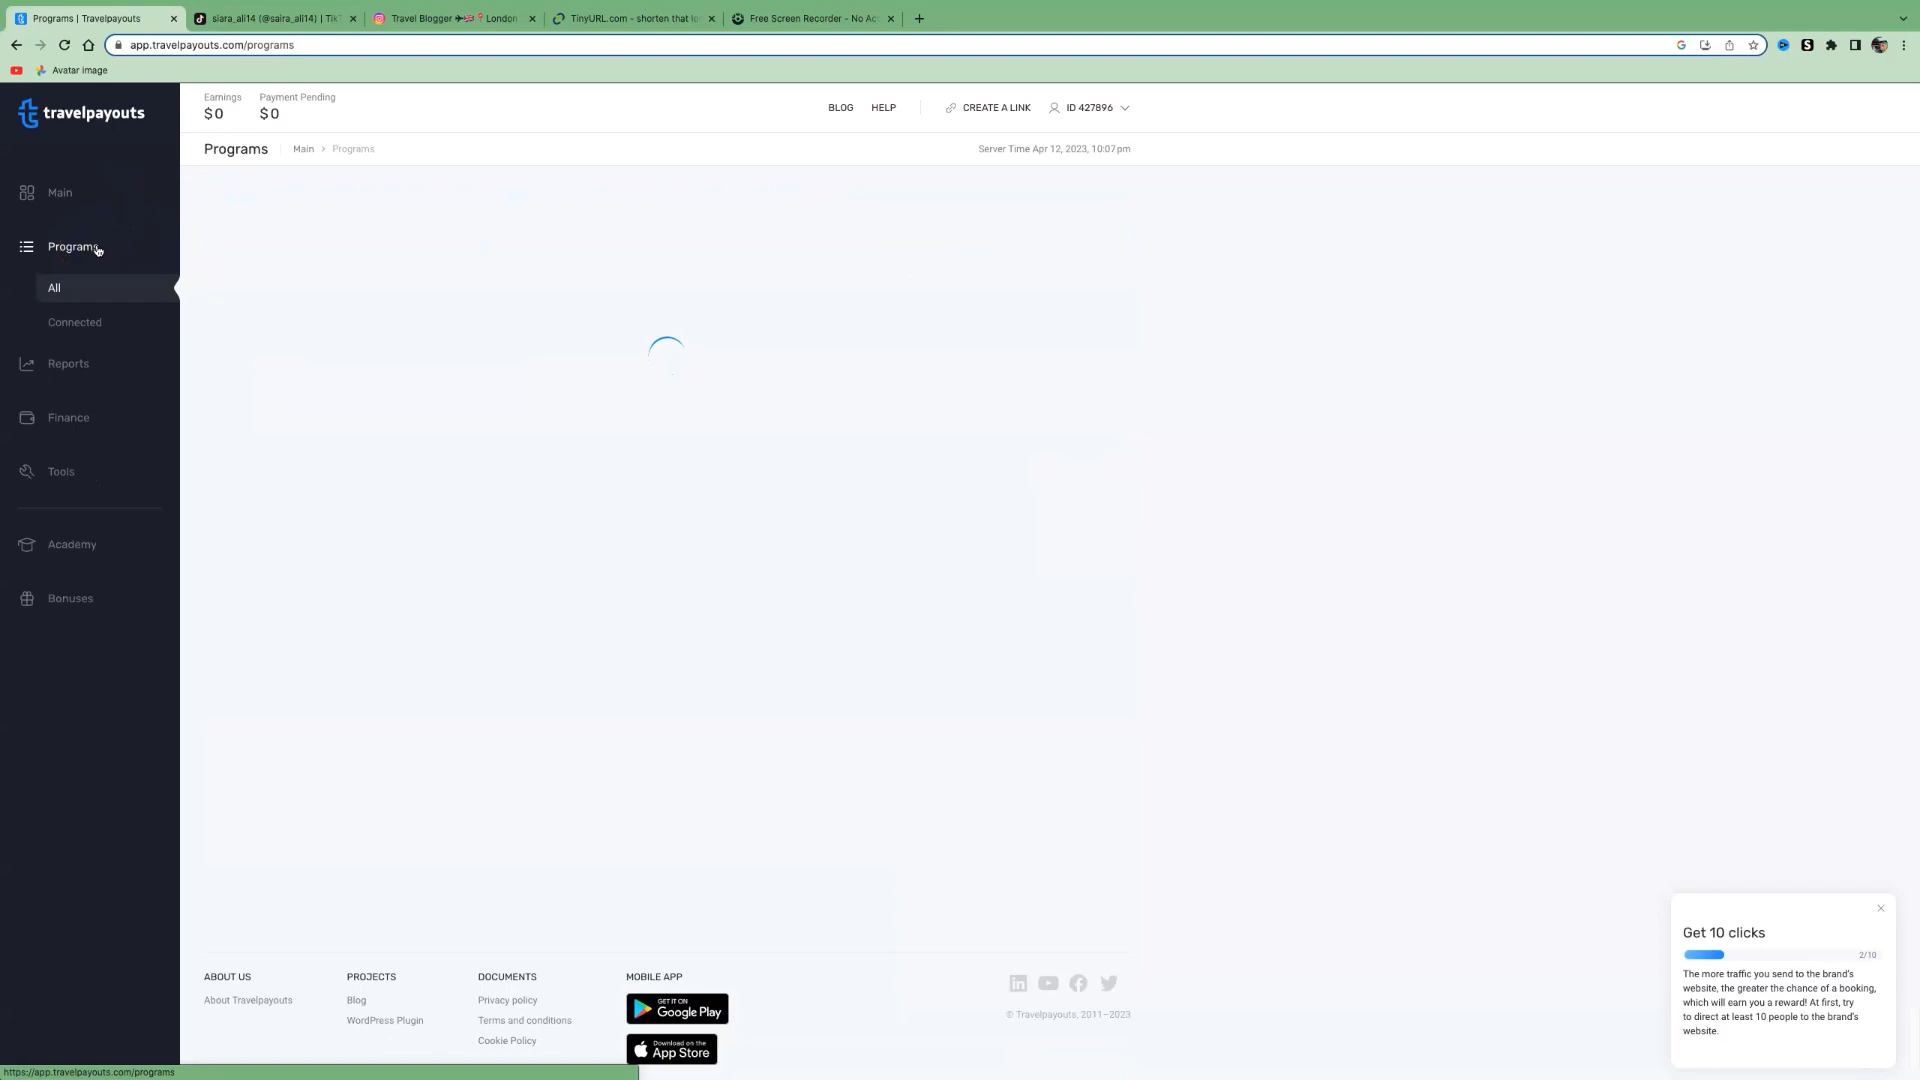 Programs | Travelpayouts
siara_ali14 (@saira_ali14) | TikT
Travel Blogger ✈🇬🇧📍London
TinyURL.com - shorten that lo
Free Screen Recorder - No Ac
app.travelpayouts.com/programs
Avatar image
travelpayouts
Earnings
$0
Payment Pending
$0
BLOG
HELP
CREATE A LINK
ID 427896
Programs
Main > Programs
Server Time Apr 12, 2023, 10:07 pm
Main
Programs
All
Connected
Reports
Finance
Tools
Academy
Bonuses
Get 10 clicks
2/10
The more traffic you send to the brand's
website, the greater the chance of a booking,
which will earn you a reward! At first, try
to direct at least 10 people to the brand's
website.
ABOUT US
About Travelpayouts
PROJECTS
Blog
WordPress Plugin
DOCUMENTS
Privacy policy
Terms and conditions
Cookie Policy
MOBILE APP
GET IT ON
Google Play
Download on the
App Store
© Travelpayouts, 2011–2023
https://app.travelpayouts.com/programs